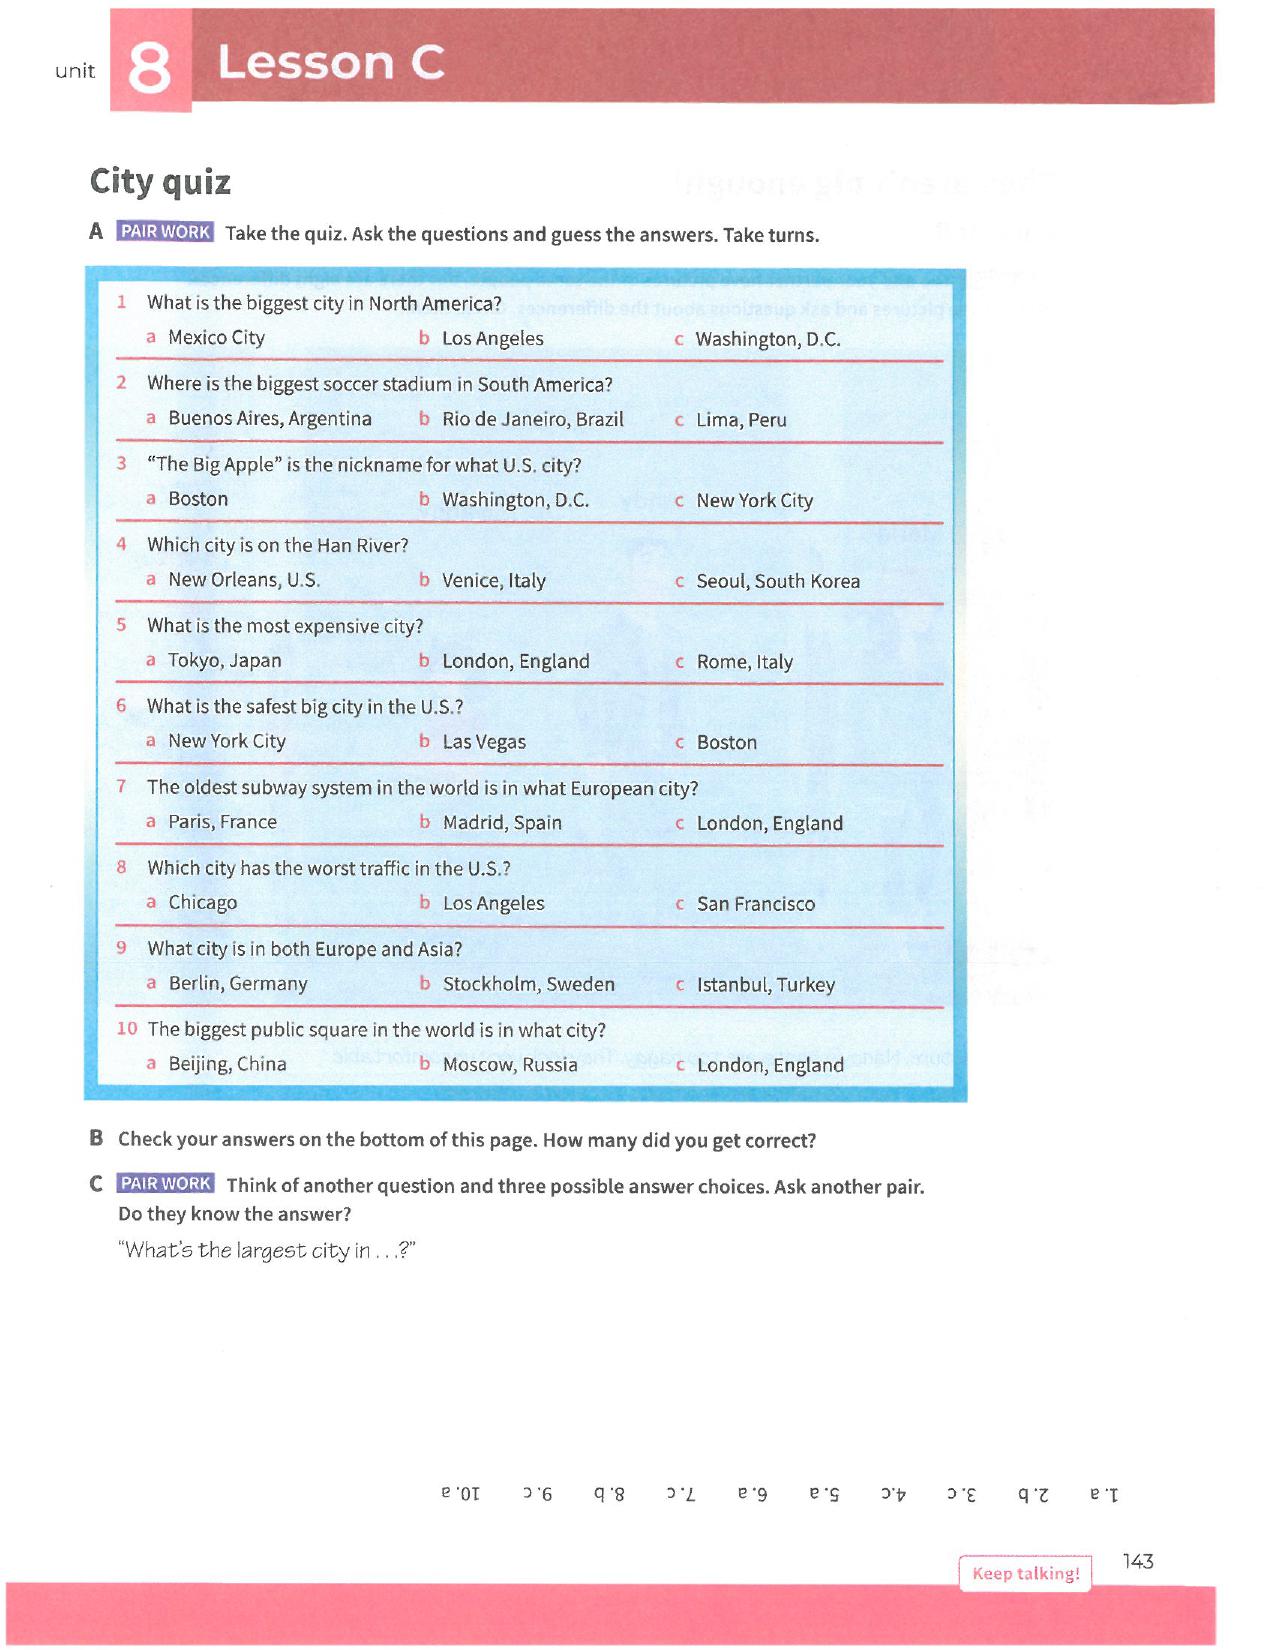 unit 8 Lesson C
City quiz
A PAIR WORK Take the quiz. Ask the questions and guess the answers. Take turns.
1 What is the biggest city in North America?
a Mexico City b Los Angeles c Washington, D.C.
2 Where is the biggest soccer stadium in South America?
a Buenos Aires, Argentina b Rio de Janeiro, Brazil c Lima, Peru
3 “The Big Apple” is the nickname for what U.S. city?
a Boston b Washington, D.C. c New York City
4 Which city is on the Han River?
a New Orleans, U.S. b Venice, Italy c Seoul, South Korea
5 What is the most expensive city?
a Tokyo, Japan b London, England c Rome, Italy
6 What is the safest big city in the U.S.?
a New York City b Las Vegas c Boston
7 The oldest subway system in the world is in what European city?
a Paris, France b Madrid, Spain c London, England
8 Which city has the worst traffic in the U.S.?
a Chicago b Los Angeles c San Francisco
9 What city is in both Europe and Asia?
a Berlin, Germany b Stockholm, Sweden c Istanbul, Turkey
10 The biggest public square in the world is in what city?
a Beijing, China b Moscow, Russia c London, England
B Check your answers on the bottom of this page. How many did you get correct?
C PAIR WORK Think of another question and three possible answer choices. Ask another pair.
Do they know the answer?
“What's the largest city in . . .?”
1. a 2. b 3. c 4. c 5. a 6. a 7. c 8. b 9. c 10. a
Keep talking! 143